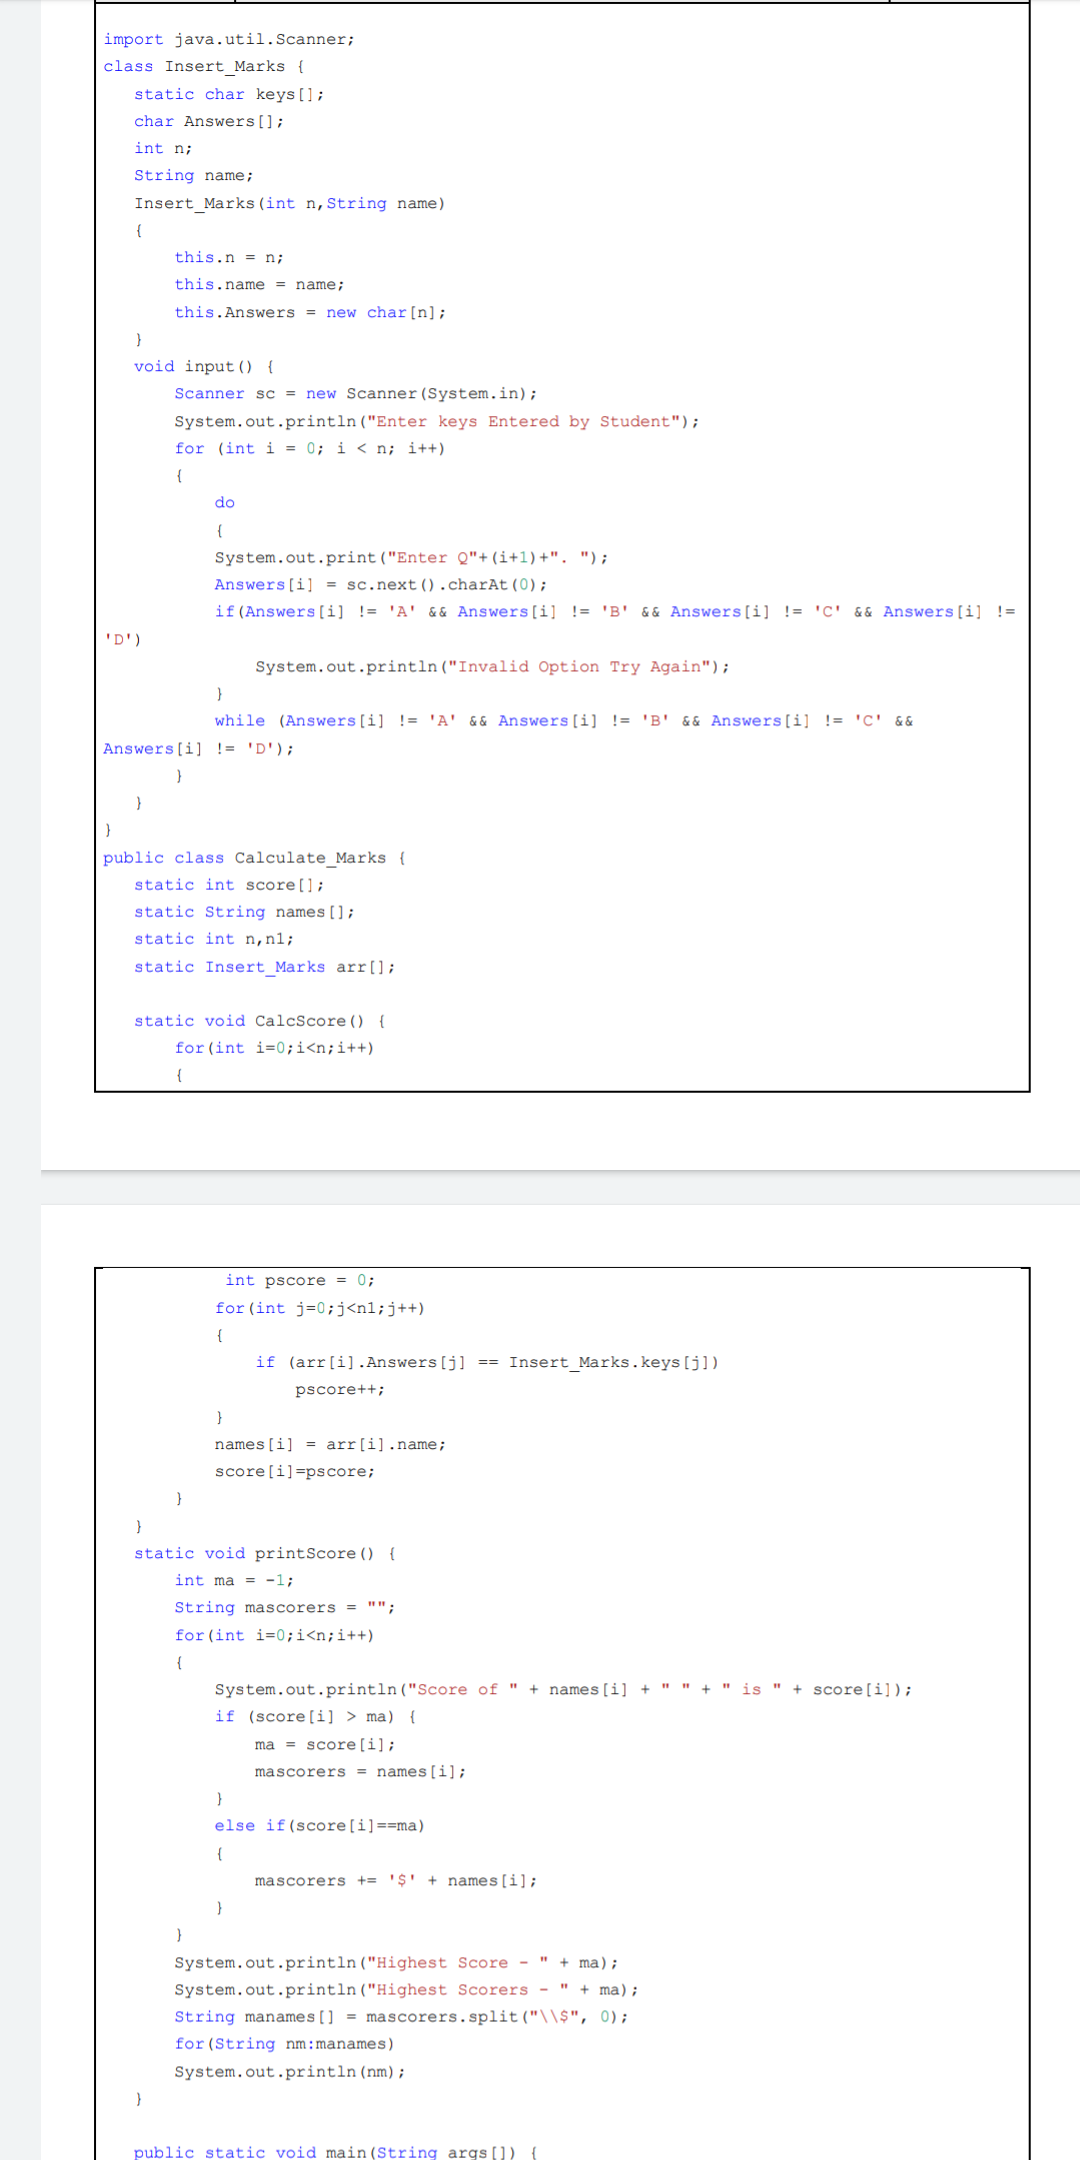 import java.util.Scanner;
class Insert_Marks {
static char keys[];
char Answers[];
int n;
String name;
Insert_Marks(int n,String name)
{
this.n = n;
this.name = name;
this.Answers = new char[n];
}
void input() {
Scanner sc = new Scanner(System.in);
System.out.println("Enter keys Entered by Student");
for (int i = 0; i < n; i++)
{
do
{
System.out.print("Enter Q"+(i+1)+". ");
Answers[i] = sc.next().charAt(0);
if(Answers[i] != 'A' && Answers[i] != 'B' && Answers[i] != 'C' && Answers[i] !=
'D')
System.out.println("Invalid Option Try Again");
}
while (Answers[i] != 'A' && Answers[i] != 'B' && Answers[i] != 'C' &&
Answers[i] != 'D');
}
}
}
public class Calculate_Marks {
static int score[];
static String names[];
static int n,n1;
static Insert_Marks arr[];
static void CalcScore() {
for(int i=0;i<n;i++)
{
int pscore = 0;
for(int j=0;j<n1;j++)
{
if (arr[i].Answers[j] == Insert_Marks.keys[j])
pscore++;
}
names[i] = arr[i].name;
score[i]=pscore;
}
}
static void printScore() {
int ma = -1;
String mascorers = "";
for(int i=0;i<n;i++)
{
System.out.println("Score of " + names[i] + " " + " is " + score[i]);
if (score[i] > ma) {
ma = score[i];
mascorers = names[i];
}
else if(score[i]==ma)
{
mascorers += '$' + names[i];
}
}
System.out.println("Highest Score - " + ma);
System.out.println("Highest Scorers - " + ma);
String manames[] = mascorers.split("\\$", 0);
for(String nm:manames)
System.out.println(nm);
}
public static void main(String args[]) {